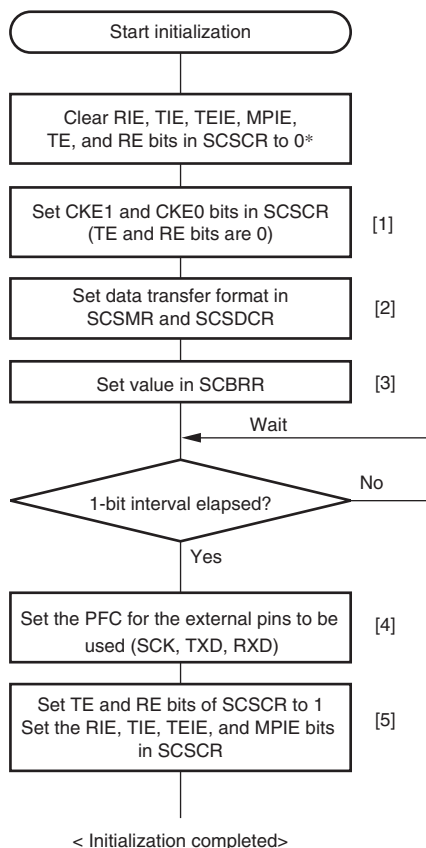 Start initialization
Clear RIE, TIE, TEIE, MPIE,
TE, and RE bits in SCSCR to 0*
Set CKE1 and CKE0 bits in SCSCR
(TE and RE bits are 0)
[1]
Set data transfer format in
SCSMR and SCSDCR
[2]
Set value in SCBRR
[3]
Wait
1-bit interval elapsed?
No
Yes
Set the PFC for the external pins to be
used (SCK, TXD, RXD)
[4]
Set TE and RE bits of SCSCR to 1
Set the RIE, TIE, TEIE, and MPIE bits
in SCSCR
[5]
< Initialization completed>